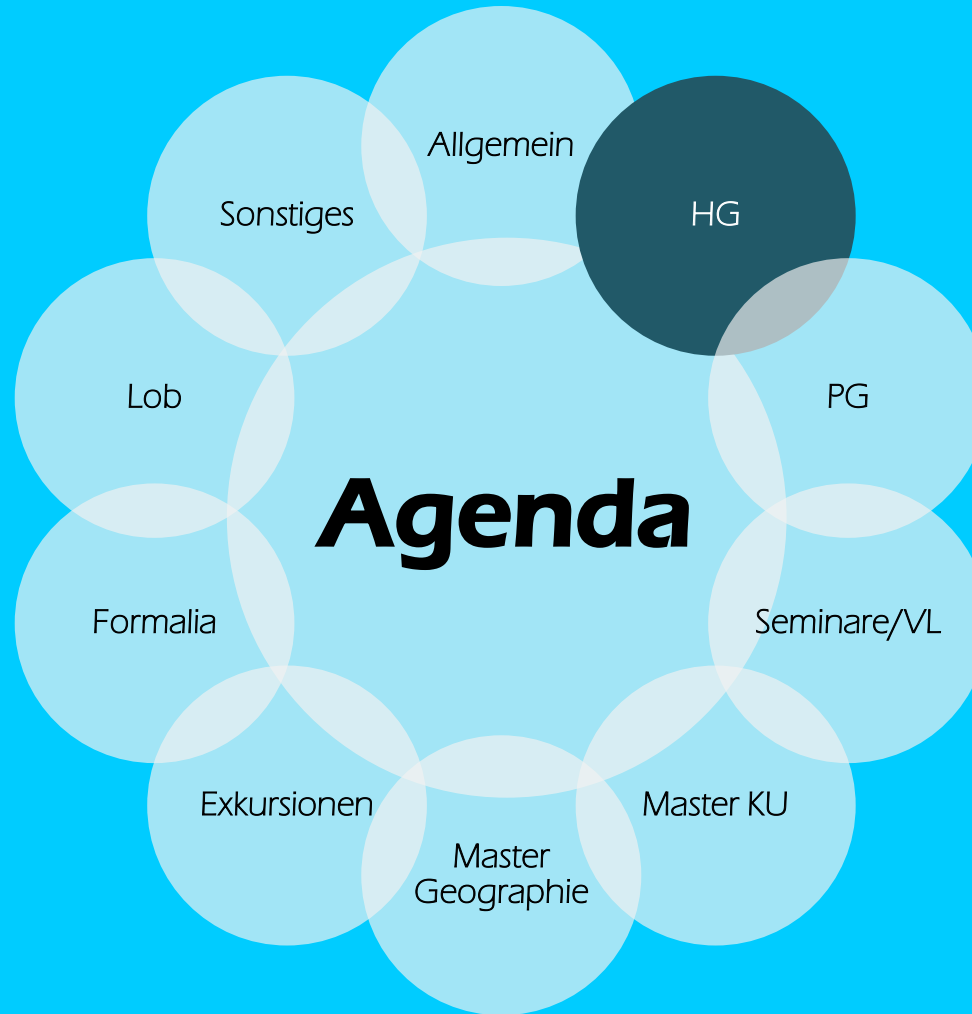 Agenda
Allgemein
HG
PG
Seminare/VL
Master KU
Master
Geographie
Exkursionen
Formalia
Lob
Sonstiges